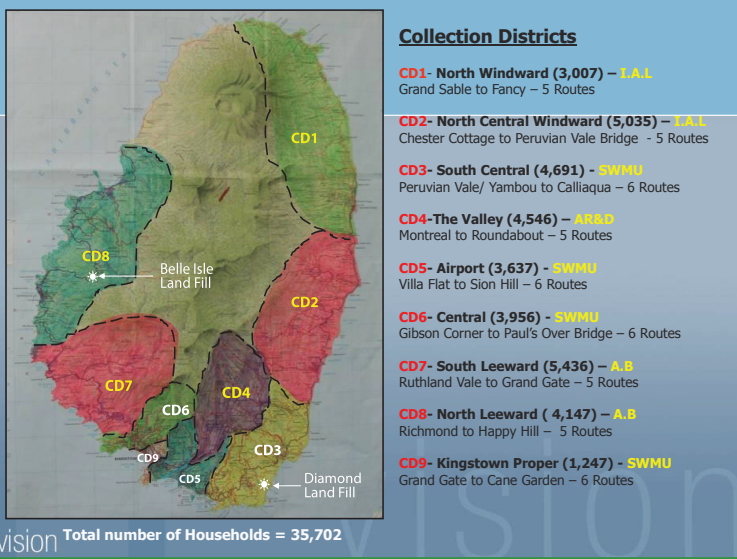 Collection Districts
CD1- North Windward (3,007) – I.A.L
Grand Sable to Fancy – 5 Routes
CD2- North Central Windward (5,035) – I.A.L
Chester Cottage to Peruvian Vale Bridge - 5 Routes
CD3- South Central (4,691) - SWMU
Peruvian Vale/ Yambou to Calliaqua – 6 Routes
CD4-The Valley (4,546) – AR&D
Montreal to Roundabout – 5 Routes
CD5- Airport (3,637) - SWMU
Villa Flat to Sion Hill – 6 Routes
CD6- Central (3,956) - SWMU
Gibson Corner to Paul's Over Bridge – 6 Routes
CD7- South Leeward (5,436) – A.B
Ruthland Vale to Grand Gate – 5 Routes
CD8- North Leeward ( 4,147) – A.B
Richmond to Happy Hill – 5 Routes
CD9- Kingstown Proper (1,247) - SWMU
Grand Gate to Cane Garden – 6 Routes
CARIBBEAN SEA
CD1
CD8
Belle Isle
Land Fill
CD2
CD7
CD4
CD6
CD3
CD9
CD5
Diamond
Land Fill
vision
Total number of Households = 35,702
vision